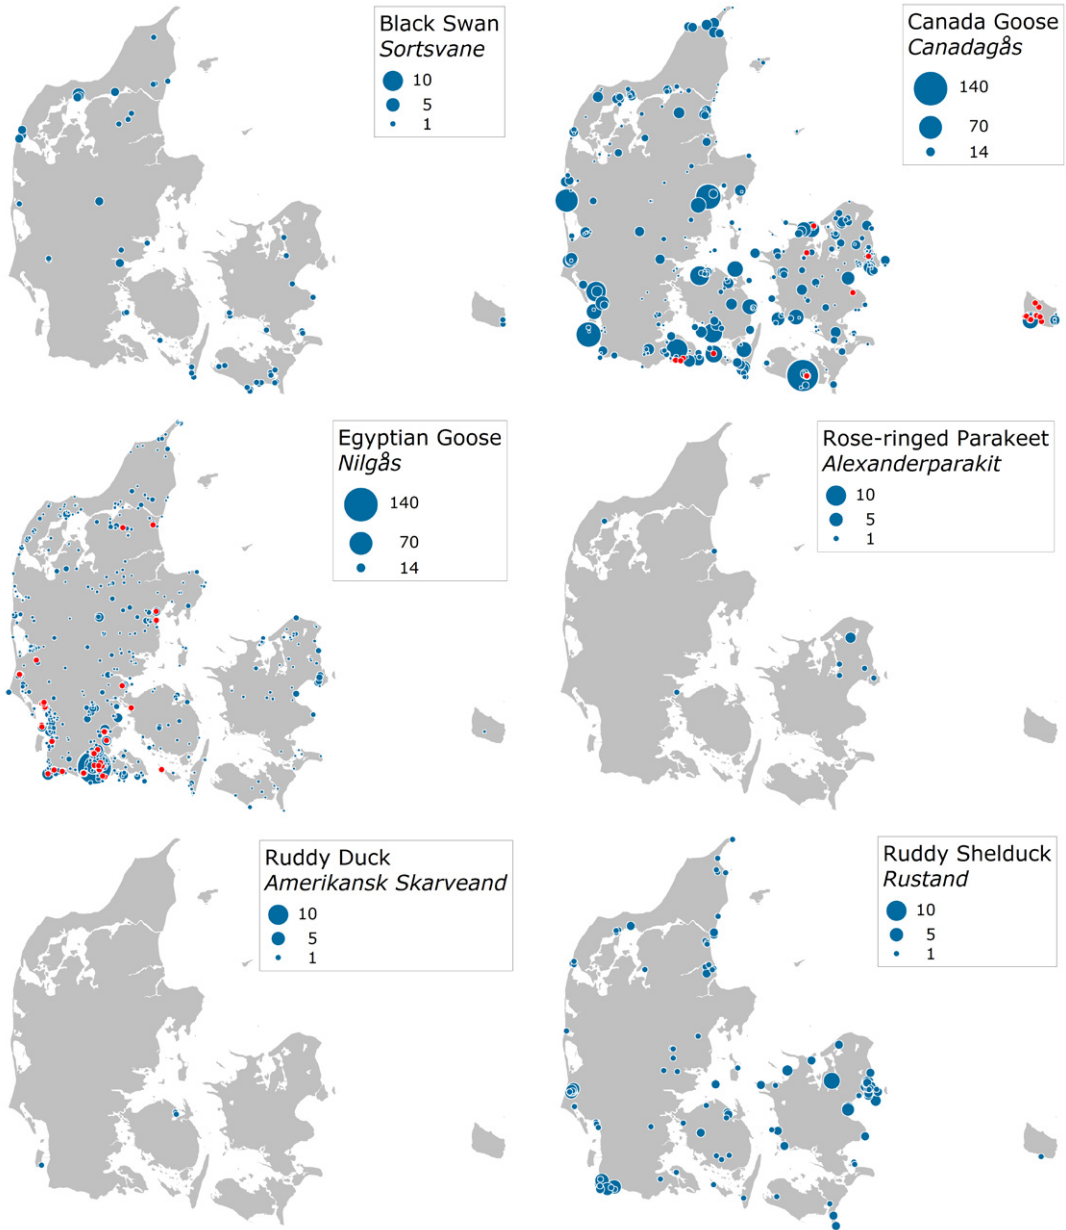 Black Swan
Sortsvane
10
5
1
Canada Goose
Canadagås
140
70
14
Egyptian Goose
Nilgås
140
70
14
Rose-ringed Parakeet
Alexanderparakit
10
5
1
Ruddy Duck
Amerikansk Skarveand
10
5
1
Ruddy Shelduck
Rustand
10
5
1